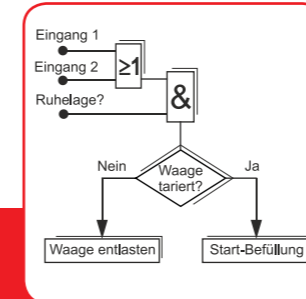 Eingang 1
≥1
Eingang 2
&
Ruhelage?
Nein
Waage
tariert?
Ja
Waage entlasten
Start-Befüllung